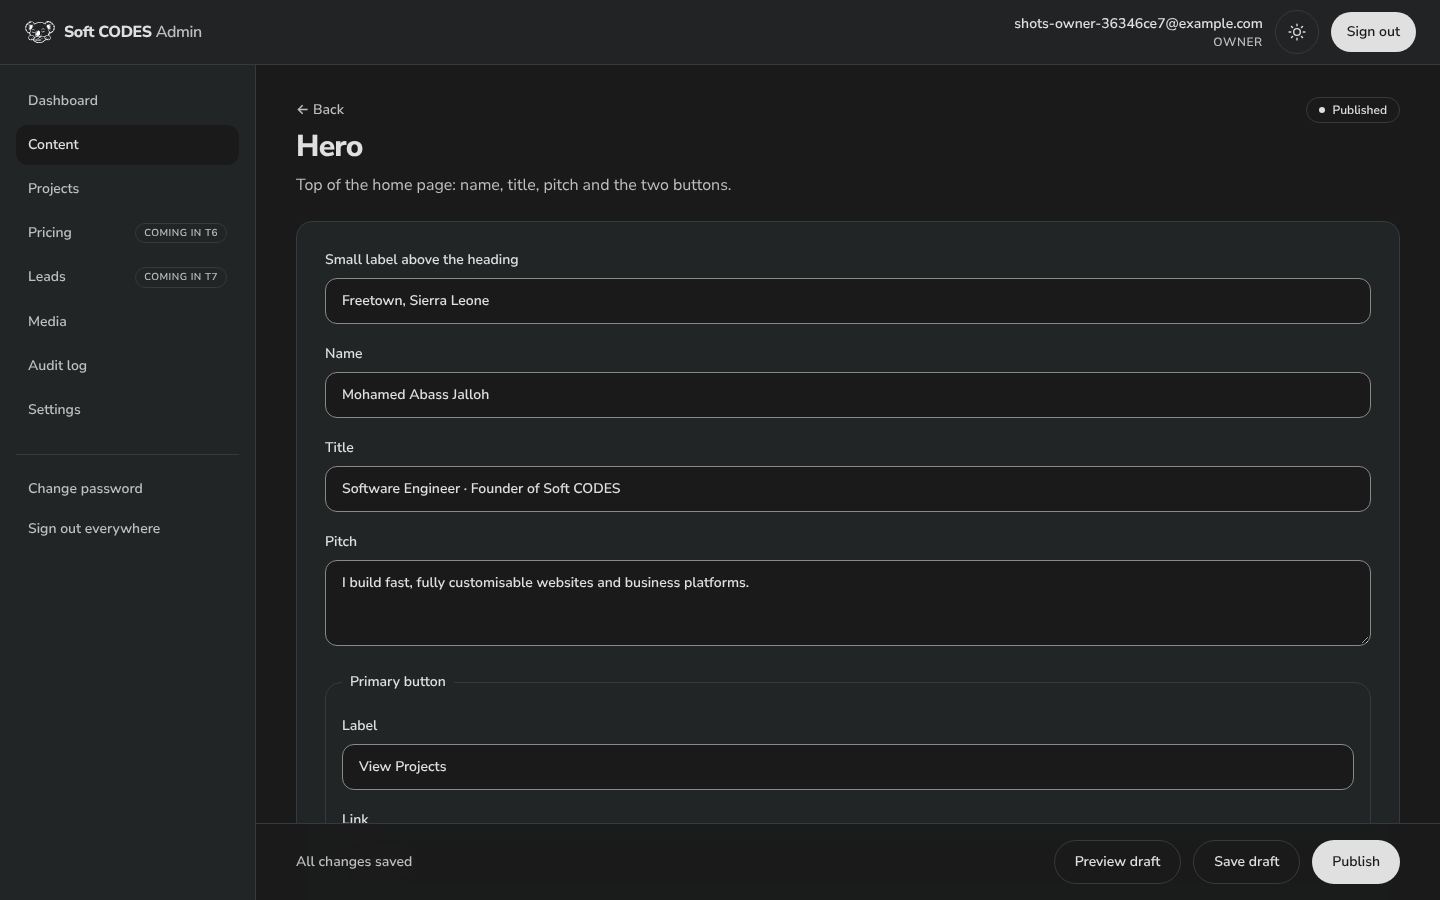 Soft CODES Admin
shots-owner-36346ce7@example.com
OWNER
Sign out
Dashboard
Content
Projects
Pricing
COMING IN T6
Leads
COMING IN T7
Media
Audit log
Settings
Change password
Sign out everywhere
← Back
Published
Hero
Top of the home page: name, title, pitch and the two buttons.
Small label above the heading
Freetown, Sierra Leone
Name
Mohamed Abass Jalloh
Title
Software Engineer · Founder of Soft CODES
Pitch
I build fast, fully customisable websites and business platforms.
Primary button
Label
View Projects
Link
All changes saved
Preview draft
Save draft
Publish